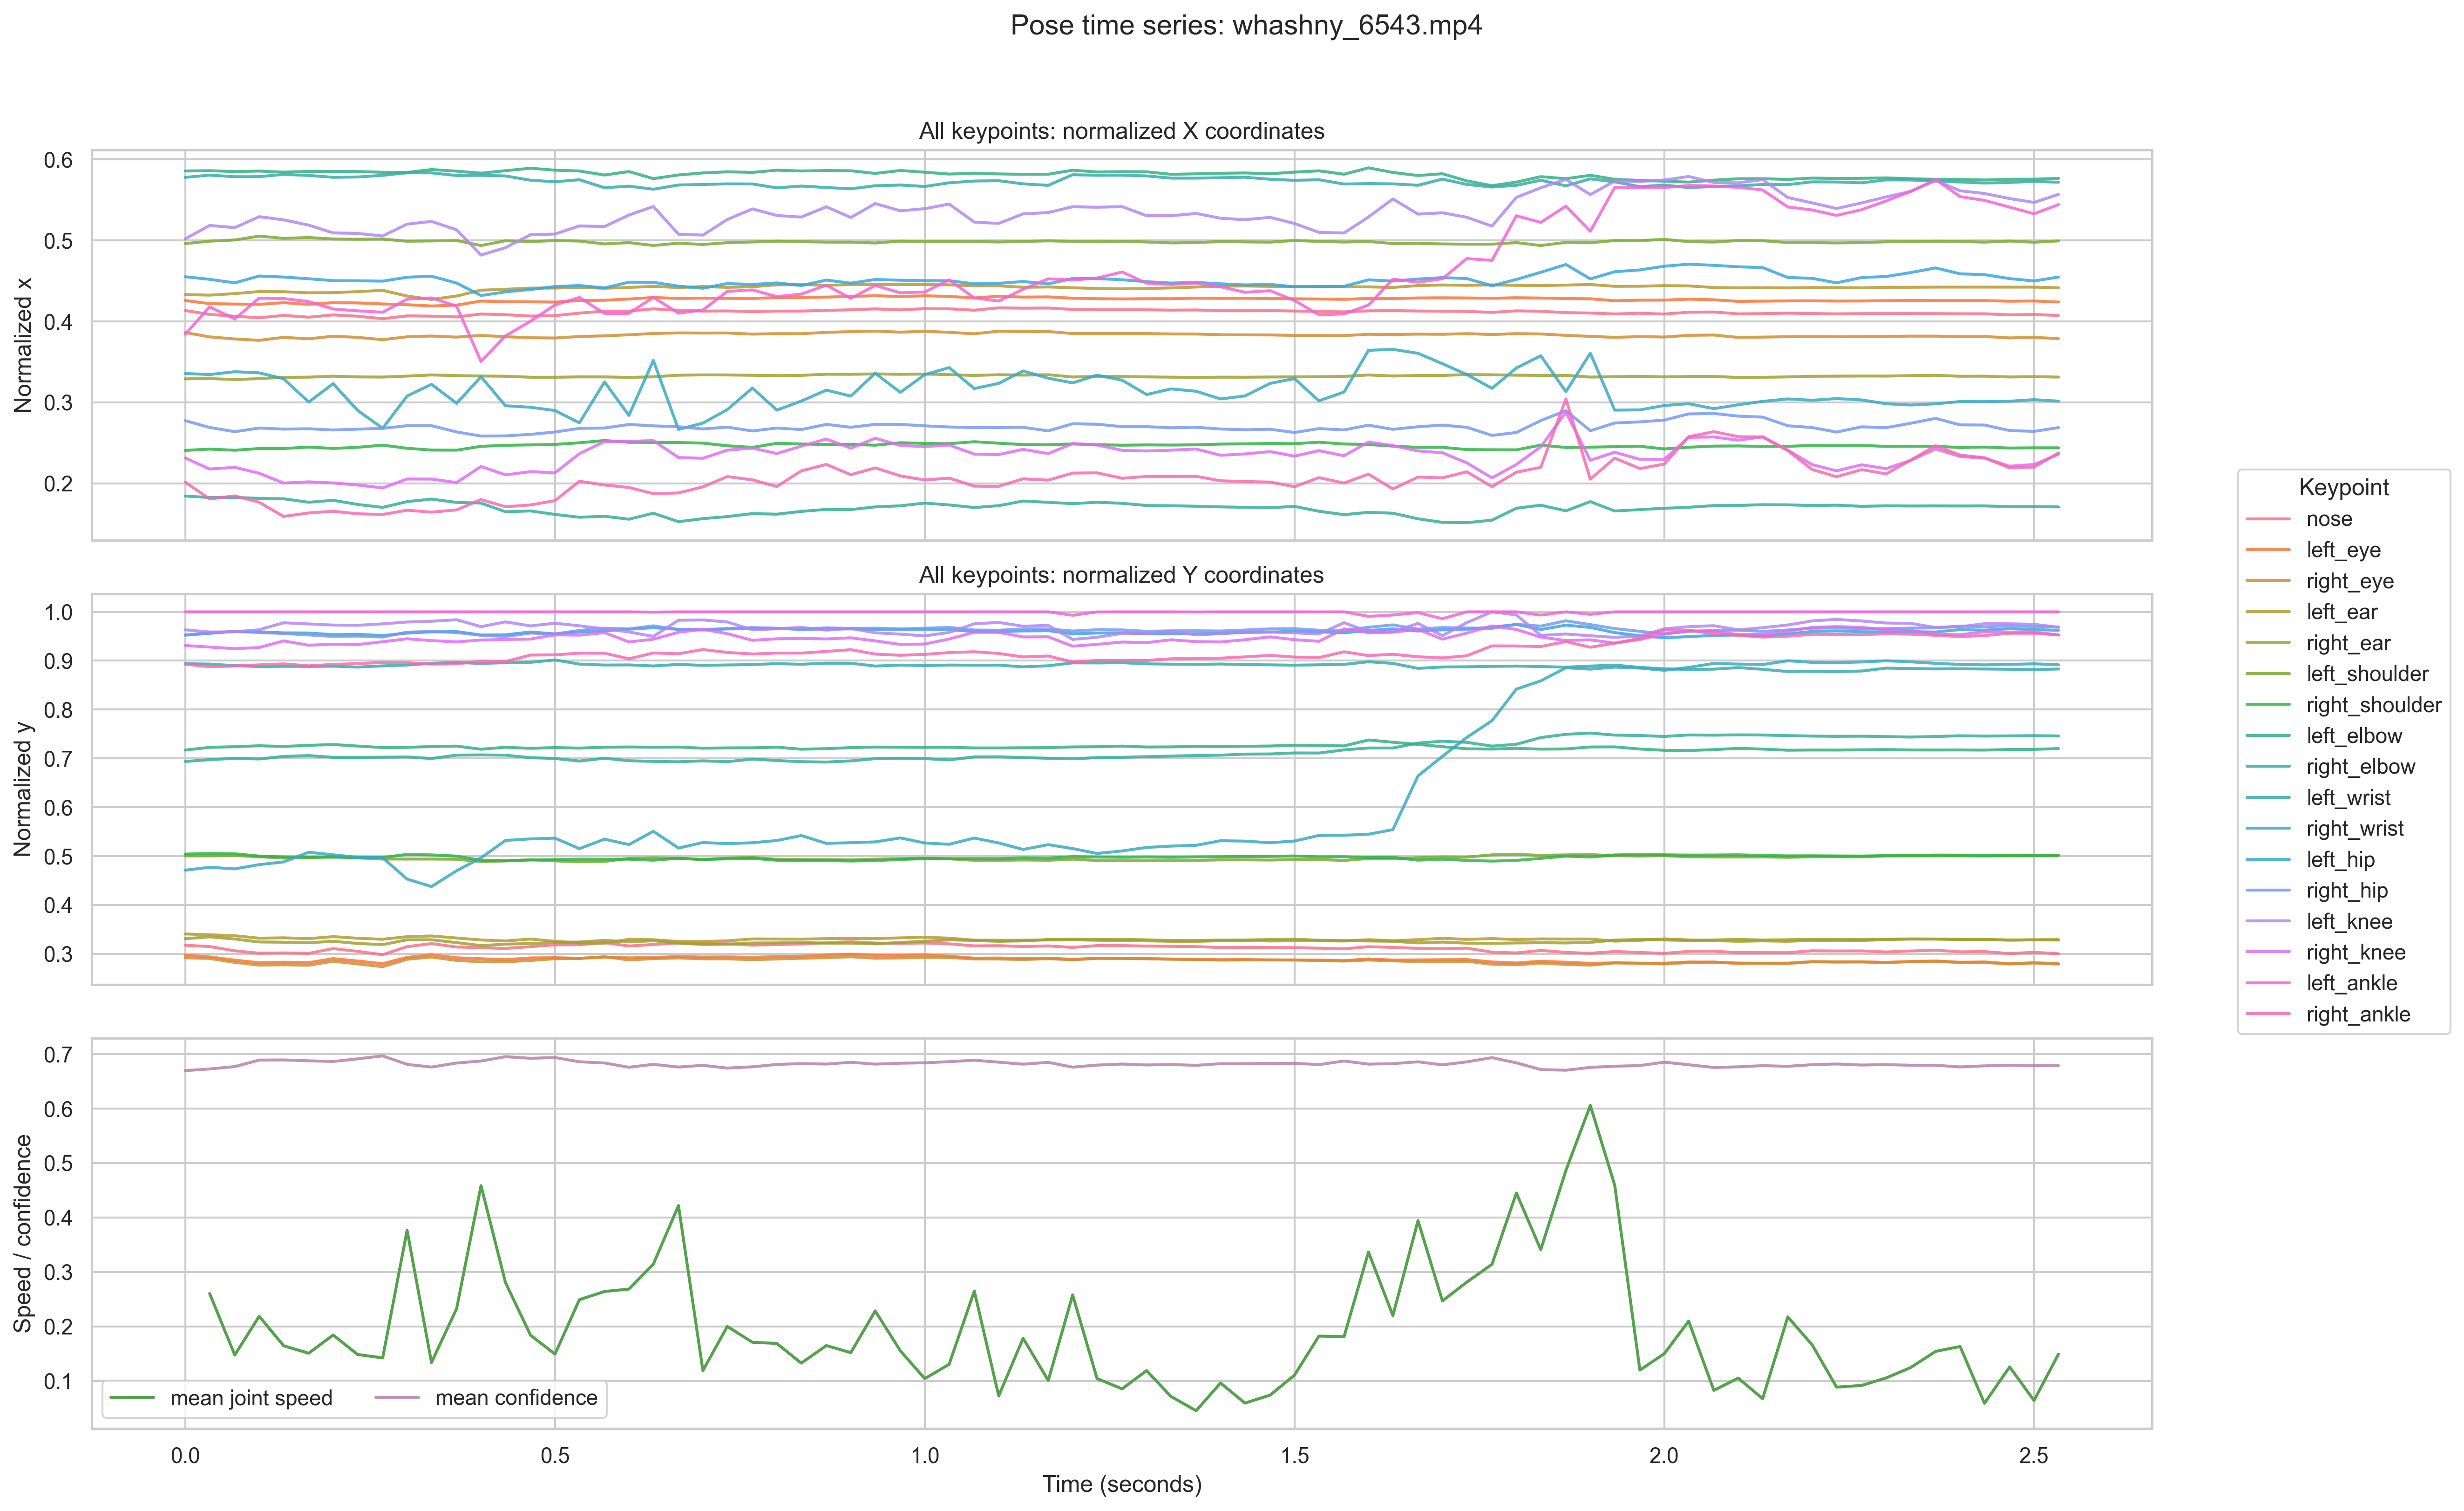 Pose time series: whashny_6543.mp4
All keypoints: normalized X coordinates
Normalized x
0.6
0.5
0.4
0.3
0.2
All keypoints: normalized Y coordinates
Normalized y
1.0
0.9
0.8
0.7
0.6
0.5
0.4
0.3
Keypoint
nose
left_eye
right_eye
left_ear
right_ear
left_shoulder
right_shoulder
left_elbow
right_elbow
left_wrist
right_wrist
left_hip
right_hip
left_knee
right_knee
left_ankle
right_ankle
Speed / confidence
0.7
0.6
0.5
0.4
0.3
0.2
0.1
mean joint speed mean confidence
0.0 0.5 1.0 1.5 2.0 2.5
Time (seconds)